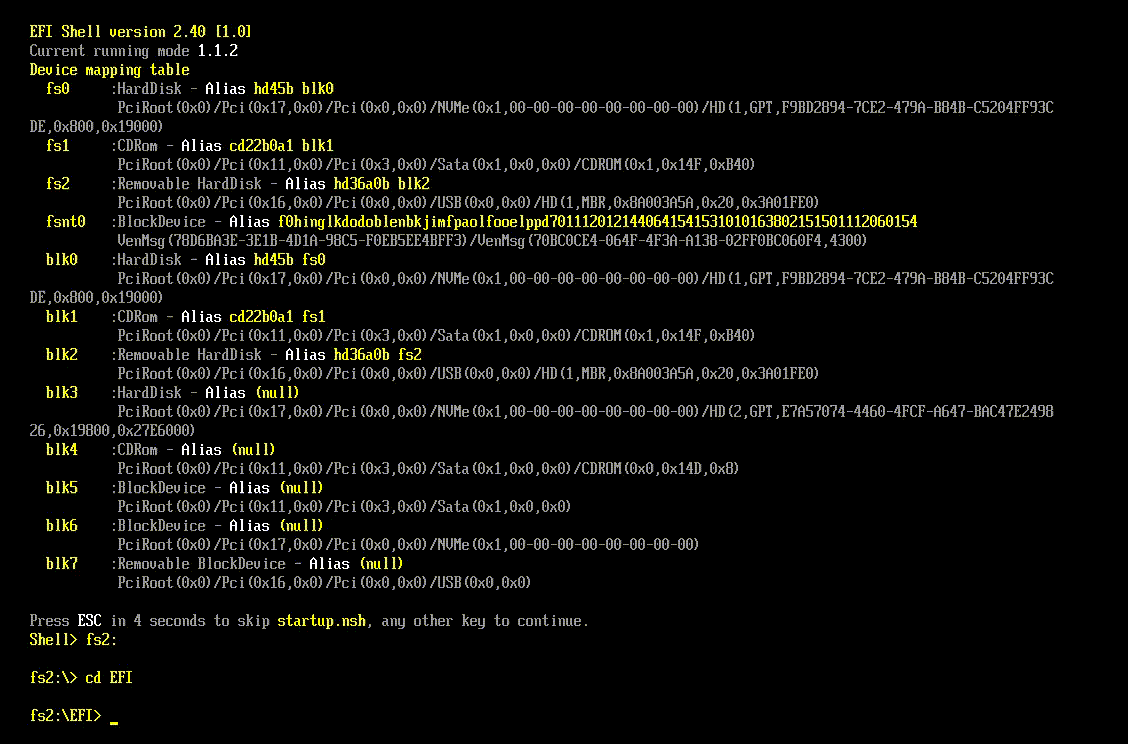 EFI Shell version 2.40 [1.0]
Current running mode 1.1.2
Device mapping table
fs0 :HardDisk - Alias hd45b blk0
PciRoot(0x0)/Pci(0x17,0x0)/Pci(0x0,0x0)/NVMe(0x1,00-00-00-00-00-00-00-00)/HD(1,GPT,F9BD2894-7CE2-479A-B84B-C5204FF93C
DE,0x800,0x19000)
fs1 :CDRom - Alias cd22b0a1 blk1
PciRoot(0x0)/Pci(0x11,0x0)/Pci(0x3,0x0)/Sata(0x1,0x0,0x0)/CDROM(0x1,0x14F,0xB40)
fs2 :Removable HardDisk - Alias hd36a0b blk2
PciRoot(0x0)/Pci(0x16,0x0)/Pci(0x0,0x0)/USB(0x0,0x0)/HD(1,MBR,0x8A003A5A,0x20,0x3A01FE0)
fsnt0 :BlockDevice - Alias f0hinglkdodoblenbkjimfpaolfooelppd7011120121440641541531010163802151501112060154
VenMsg(78D6BA3E-3E1B-4D1A-98C5-F0EB5EE4BFF3)/VenMsg(70BC0CE4-064F-4F3A-A138-02FF0BC060F4,4300)
blk0 :HardDisk - Alias hd45b fs0
PciRoot(0x0)/Pci(0x17,0x0)/Pci(0x0,0x0)/NVMe(0x1,00-00-00-00-00-00-00-00)/HD(1,GPT,F9BD2894-7CE2-479A-B84B-C5204FF93C
DE,0x800,0x19000)
blk1 :CDRom - Alias cd22b0a1 fs1
PciRoot(0x0)/Pci(0x11,0x0)/Pci(0x3,0x0)/Sata(0x1,0x0,0x0)/CDROM(0x1,0x14F,0xB40)
blk2 :Removable HardDisk - Alias hd36a0b fs2
PciRoot(0x0)/Pci(0x16,0x0)/Pci(0x0,0x0)/USB(0x0,0x0)/HD(1,MBR,0x8A003A5A,0x20,0x3A01FE0)
blk3 :HardDisk - Alias (null)
PciRoot(0x0)/Pci(0x17,0x0)/Pci(0x0,0x0)/NVMe(0x1,00-00-00-00-00-00-00-00)/HD(2,GPT,E7A57074-4460-4FCF-A647-BAC47E2498
26,0x19800,0x27E6000)
blk4 :CDRom - Alias (null)
PciRoot(0x0)/Pci(0x11,0x0)/Pci(0x3,0x0)/Sata(0x1,0x0,0x0)/CDROM(0x0,0x14D,0x8)
blk5 :BlockDevice - Alias (null)
PciRoot(0x0)/Pci(0x11,0x0)/Pci(0x3,0x0)/Sata(0x1,0x0,0x0)
blk6 :BlockDevice - Alias (null)
PciRoot(0x0)/Pci(0x17,0x0)/Pci(0x0,0x0)/NVMe(0x1,00-00-00-00-00-00-00-00)
blk7 :Removable BlockDevice - Alias (null)
PciRoot(0x0)/Pci(0x16,0x0)/Pci(0x0,0x0)/USB(0x0,0x0)
Press ESC in 4 seconds to skip startup.nsh, any other key to continue.
Shell> fs2:
fs2:\> cd EFI
fs2:\EFI> _